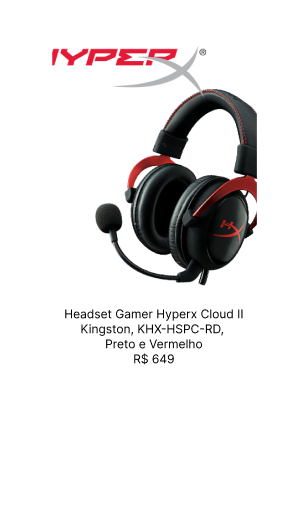 HYPERX®
Headset Gamer Hyperx Cloud II
Kingston, KHX-HSPC-RD,
Preto e Vermelho
R$ 649